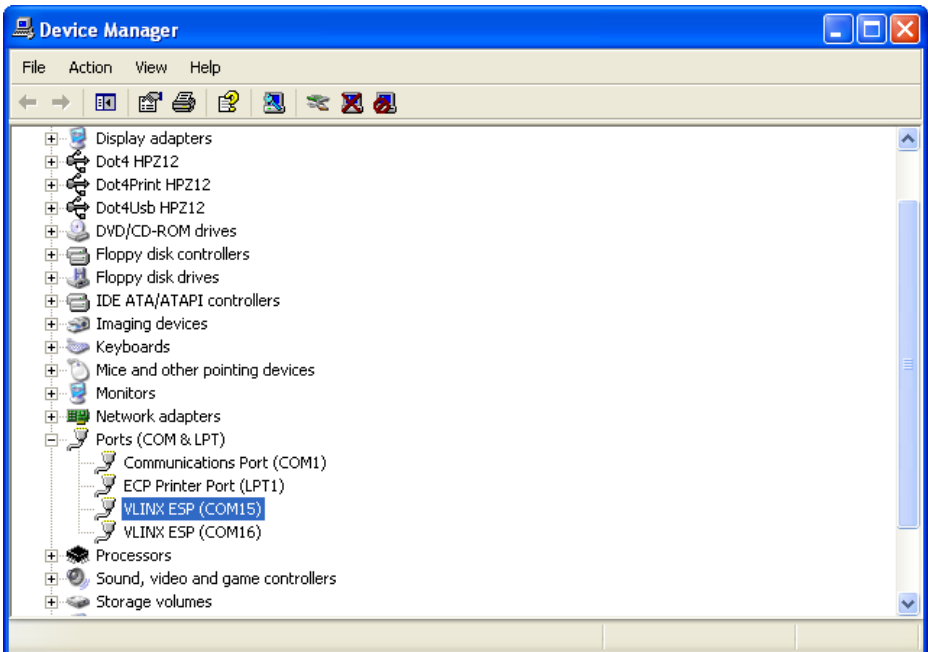 Device Manager
File Action View Help
Display adapters
Dot4 HPZ12
Dot4Print HPZ12
Dot4Usb HPZ12
DVD/CD-ROM drives
Floppy disk controllers
Floppy disk drives
IDE ATA/ATAPI controllers
Imaging devices
Keyboards
Mice and other pointing devices
Monitors
Network adapters
Ports (COM & LPT)
Communications Port (COM1)
ECP Printer Port (LPT1)
VLINX ESP (COM15)
VLINX ESP (COM16)
Processors
Sound, video and game controllers
Storage volumes